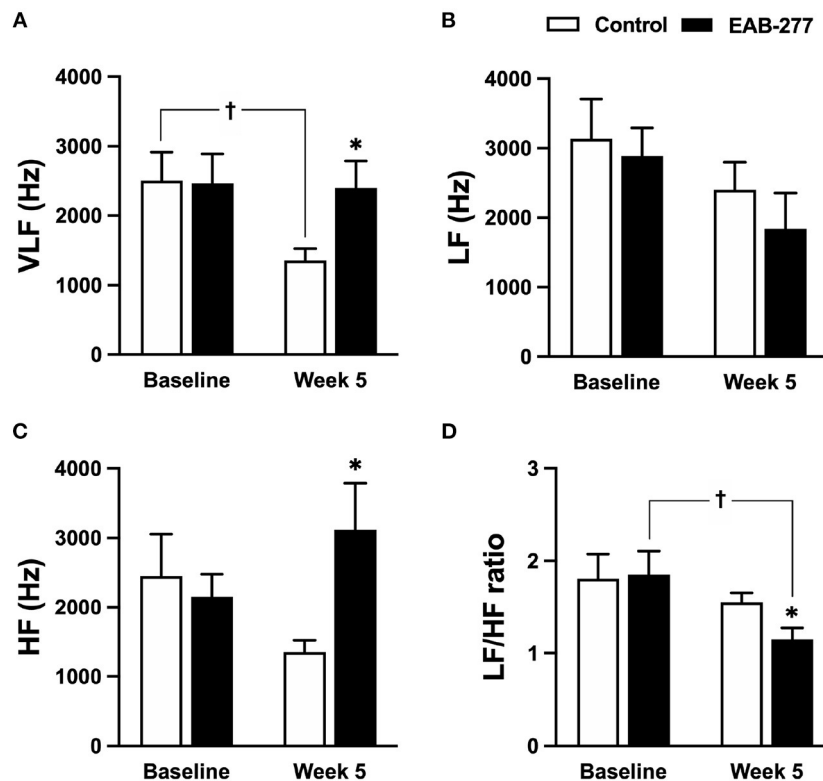 A
B
Control EAB-277
4000
3000
2000
1000
0
VLF (Hz)
†
*
Baseline Week 5
4000
3000
2000
1000
0
LF (Hz)
Baseline Week 5
C
D
4000
3000
2000
1000
0
HF (Hz)
*
Baseline Week 5
3
2
1
0
LF/HF ratio
†
*
Baseline Week 5